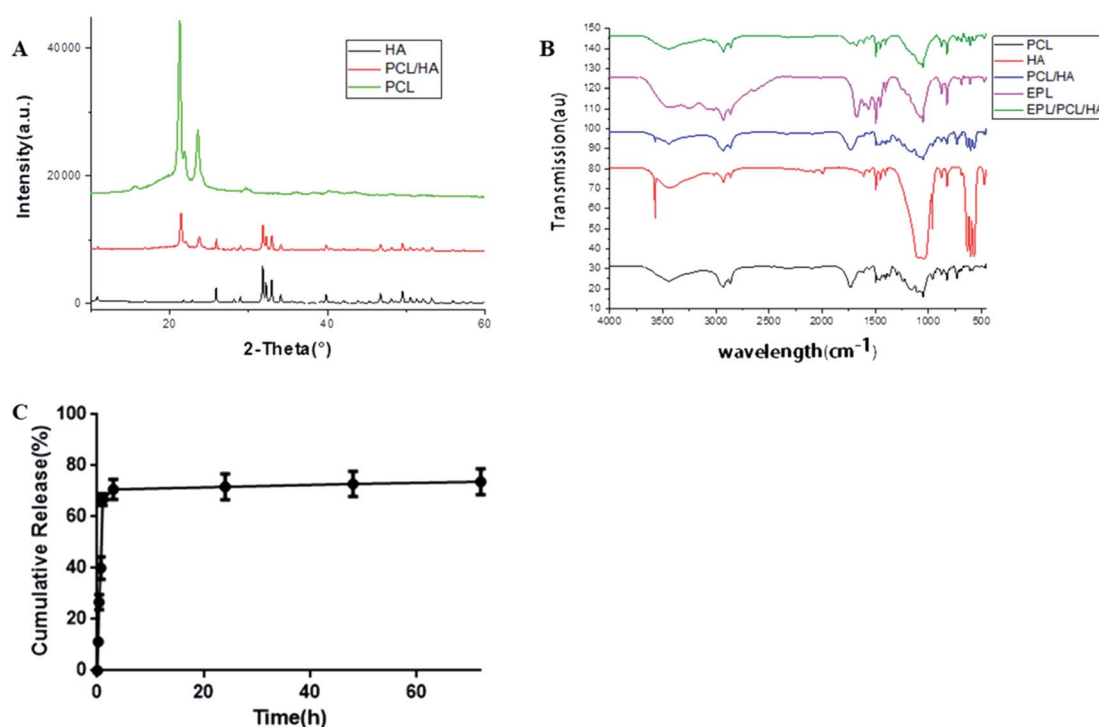 A
Intensity(a.u.)
40000
20000
0
20
40
60
2-Theta(°)
HA
PCL/HA
PCL
B
Transmission(au)
150
140
130
120
110
100
90
80
70
60
50
40
30
20
10
4000
3500
3000
2500
2000
1500
1000
500
wavelength(cm⁻¹)
PCL
HA
PCL/HA
EPL
EPL/PCL/HA
C
Cumulative Release(%)
100
80
60
40
20
0
0
20
40
60
Time(h)